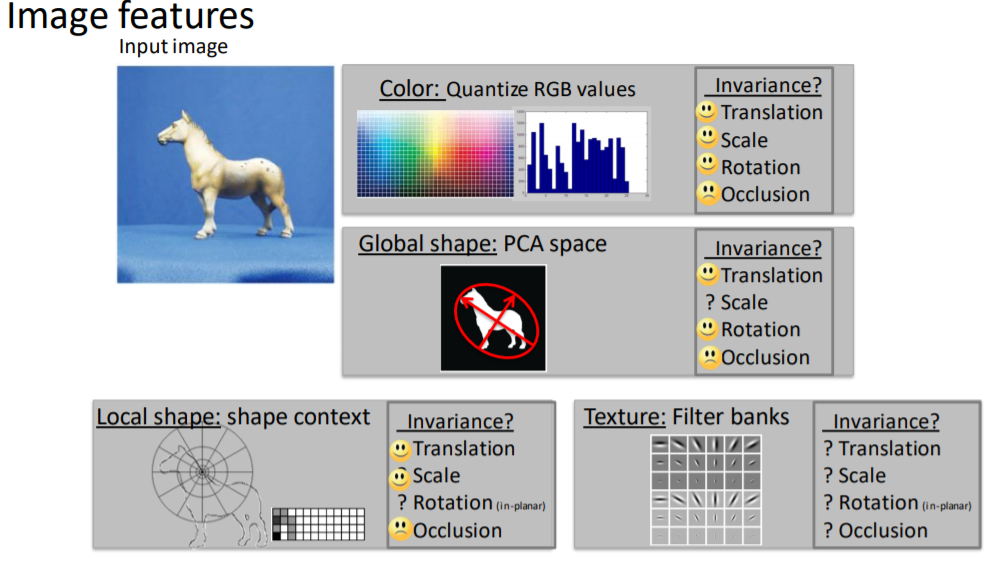 Image features
Input image
Color: Quantize RGB values
Invariance?
Translation
Scale
Rotation
Occlusion
Global shape: PCA space
Invariance?
Translation
? Scale
Rotation
Occlusion
Local shape: shape context
Invariance?
Translation
Scale
? Rotation (in-planar)
Occlusion
Texture: Filter banks
Invariance?
? Translation
? Scale
? Rotation (in-planar)
? Occlusion